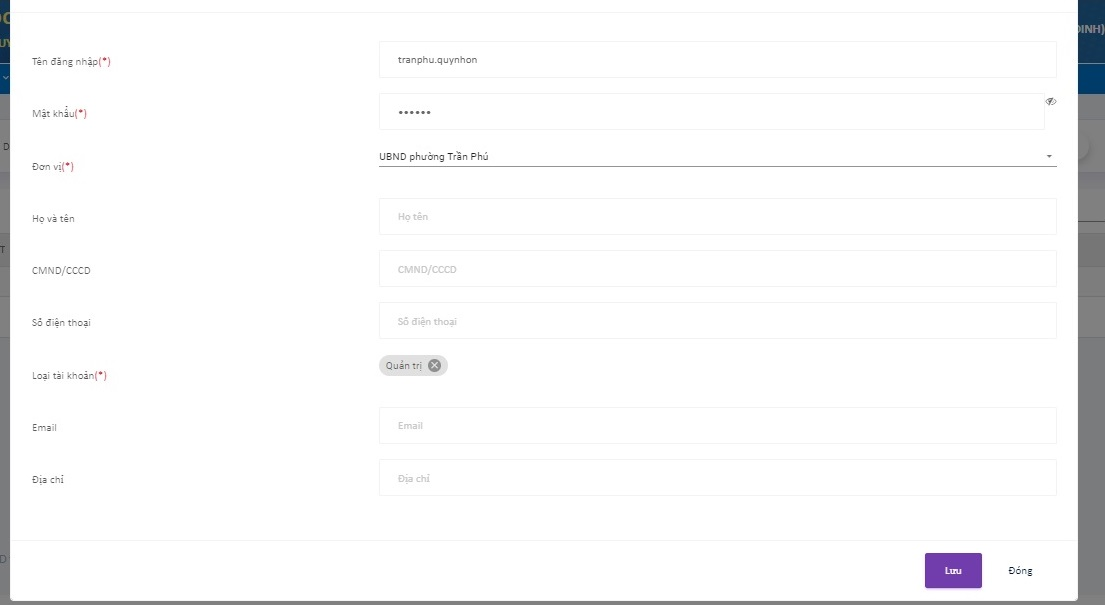 Tên đăng nhập(*)
tranphu.quynhon
Mật khẩu(*)
••••••
Đơn vị(*)
UBND phường Trần Phú
Họ và tên
Họ tên
CMND/CCCD
CMND/CCCD
Số điện thoại
Số điện thoại
Loại tài khoản(*)
Quản trị
Email
Email
Địa chỉ
Địa chỉ
Lưu
Đóng